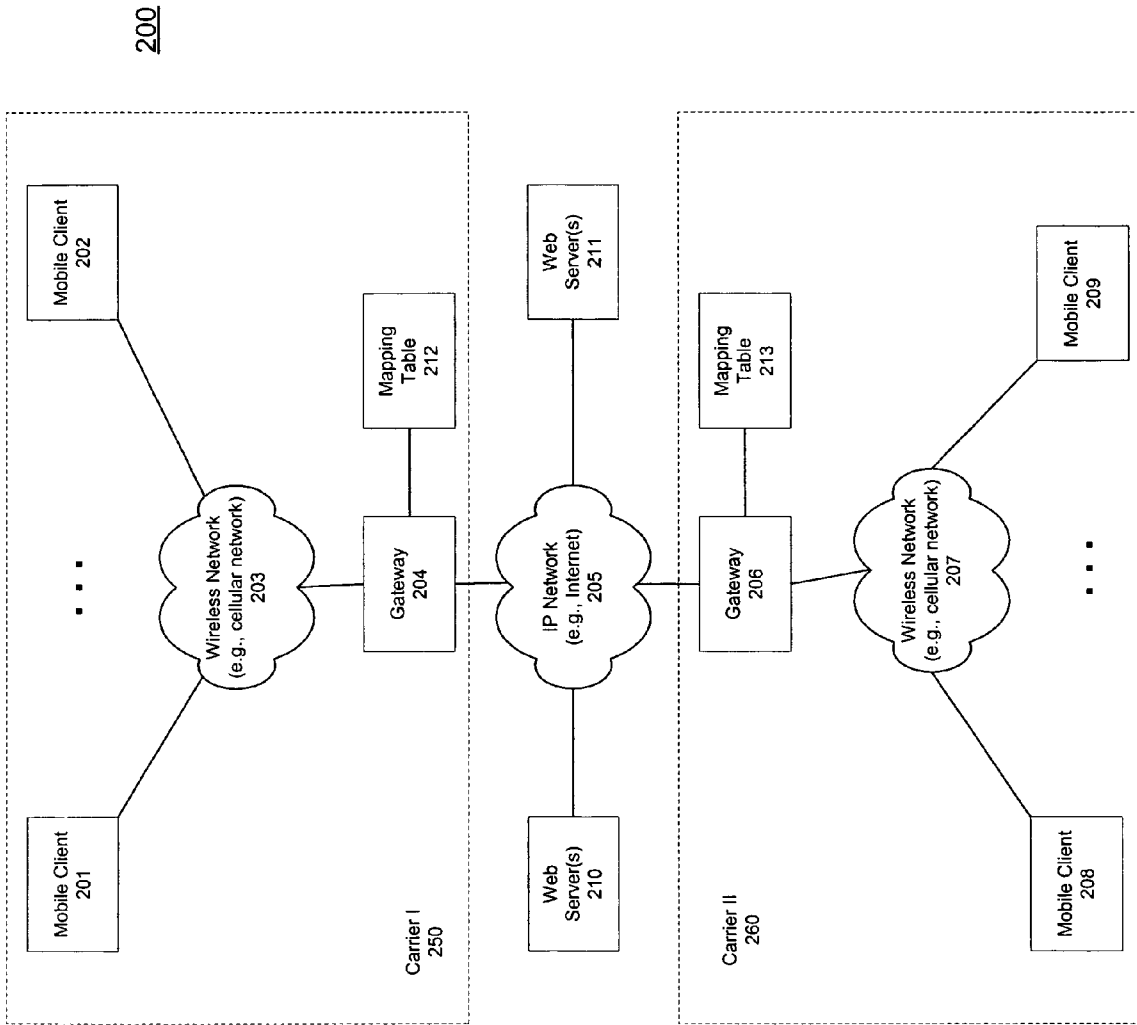 200
Mobile Client
201
Mobile Client
202
Wireless Network
(e.g., cellular network)
203
Carrier I
250
Gateway
204
Mapping
Table
212
Web
Server(s)
210
IP Network
(e.g., Internet)
205
Web
Server(s)
211
Carrier II
260
Gateway
206
Mapping
Table
213
Wireless Network
(e.g., cellular network)
207
Mobile Client
208
Mobile Client
209